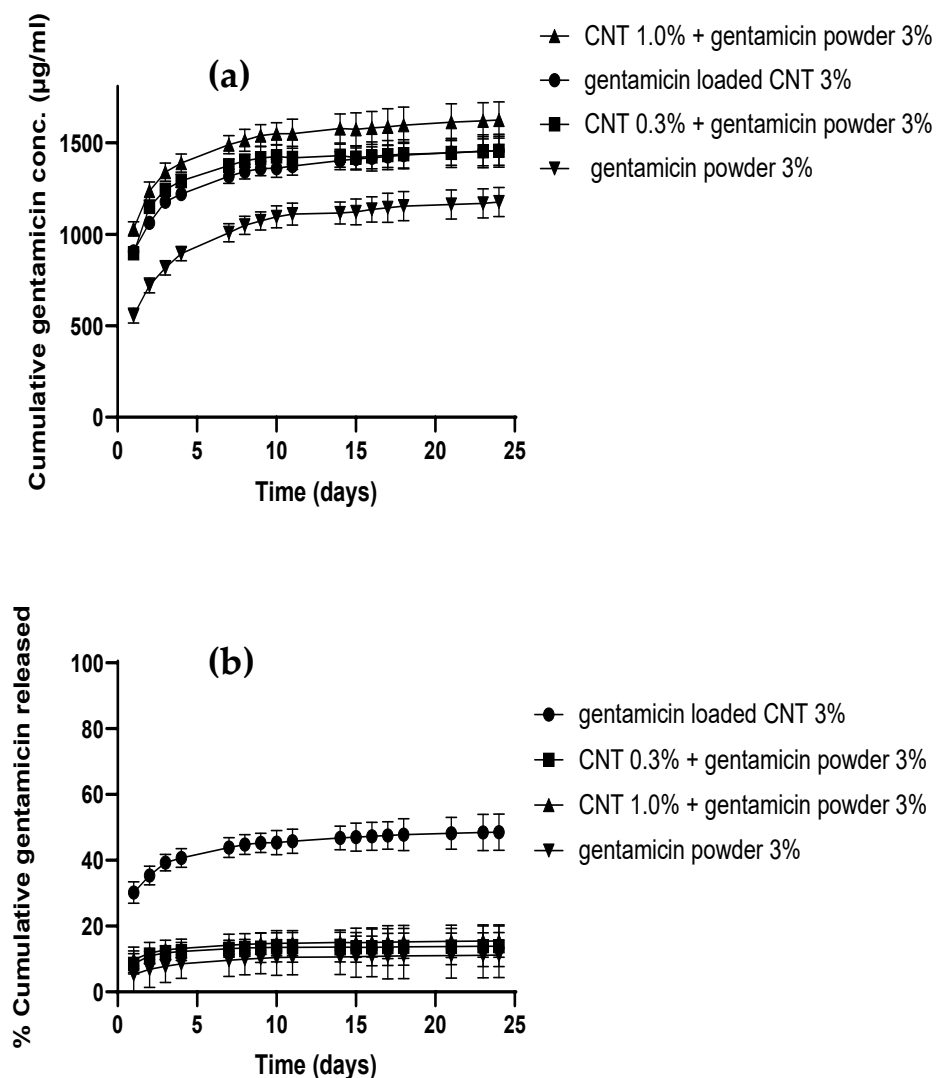 Cumulative gentamicin conc. (µg/ml)
(a)
1500
1000
500
0
0 5 10 15 20 25
Time (days)
CNT 1.0% + gentamicin powder 3%
gentamicin loaded CNT 3%
CNT 0.3% + gentamicin powder 3%
gentamicin powder 3%
% Cumulative gentamicin released
(b)
100
80
60
40
20
0
0 5 10 15 20 25
Time (days)
gentamicin loaded CNT 3%
CNT 0.3% + gentamicin powder 3%
CNT 1.0% + gentamicin powder 3%
gentamicin powder 3%